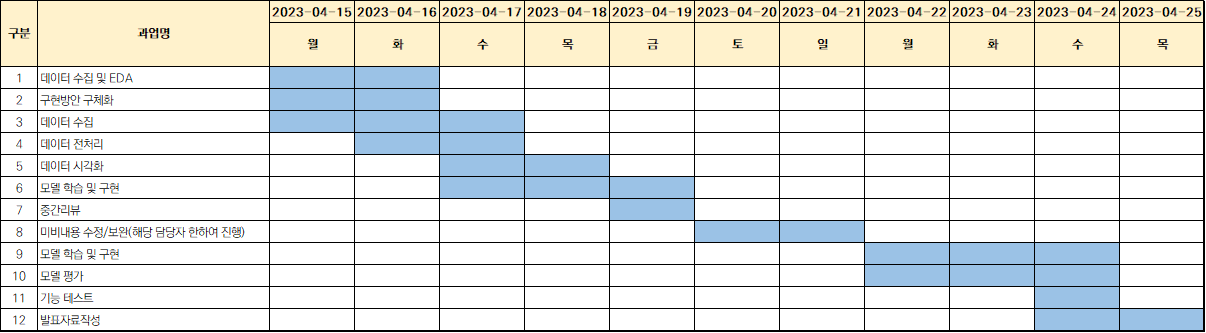 구분 과업명 2023-04-15 2023-04-16 2023-04-17 2023-04-18 2023-04-19 2023-04-20 2023-04-21 2023-04-22 2023-04-23 2023-04-24 2023-04-25
월 화 수 목 금 토 일 월 화 수 목
1 데이터 수집 및 EDA
2 구현방안 구체화
3 데이터 수집
4 데이터 전처리
5 데이터 시각화
6 모델 학습 및 구현
7 중간리뷰
8 미비내용 수정/보완(해당 담당자 한하여 진행)
9 모델 학습 및 구현
10 모델 평가
11 기능 테스트
12 발표자료작성